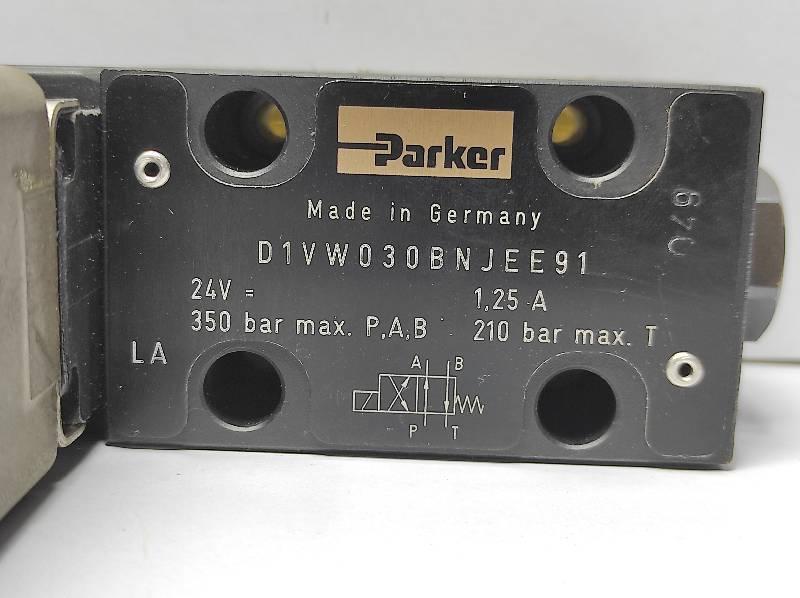 Parker
Made in Germany
D1VW030BNJEE91
24V = 1,25 A
350 bar max. P,A,B 210 bar max. T
LA
A B
P T
67C